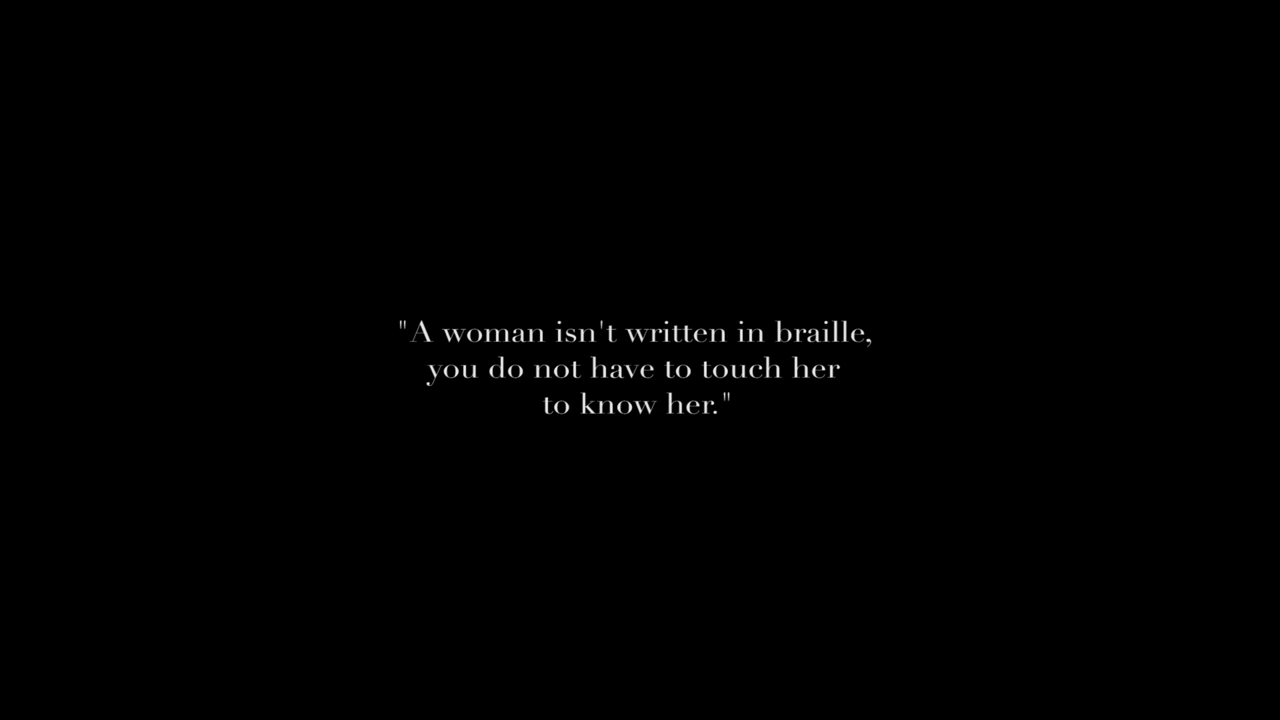 "A woman isn't written in braille,
you do not have to touch her
to know her."